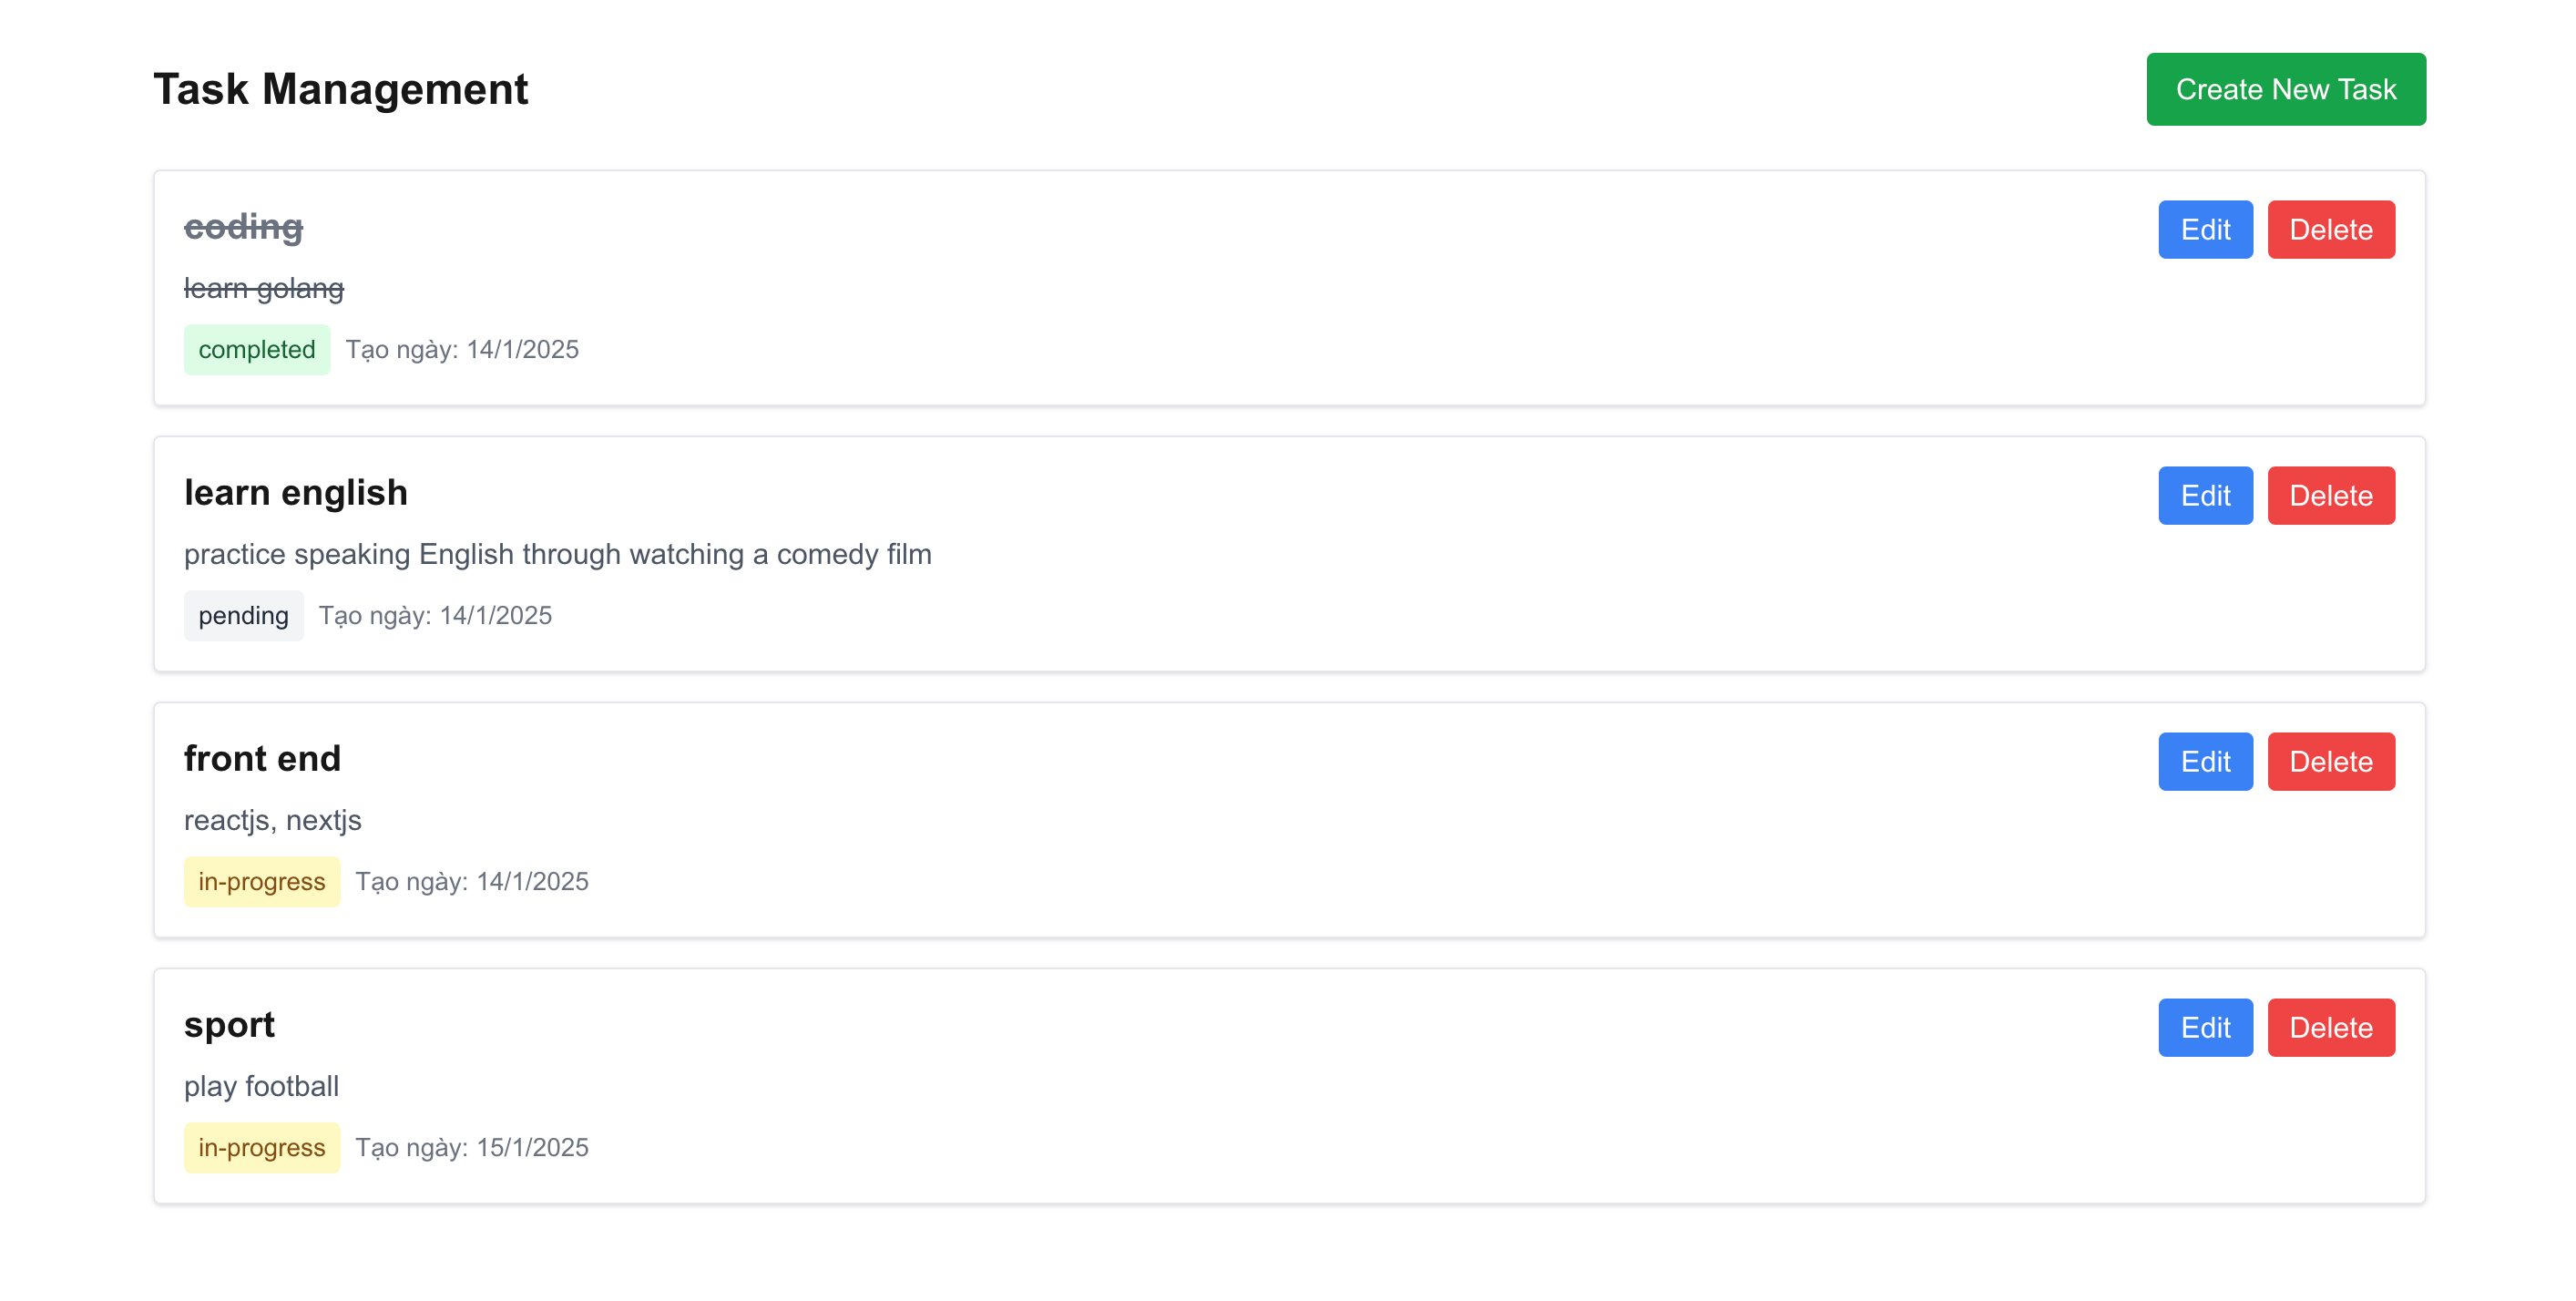 Task Management
Create New Task
coding
Edit
Delete
learn golang
completed
Tạo ngày: 14/1/2025
learn english
Edit
Delete
practice speaking English through watching a comedy film
pending
Tạo ngày: 14/1/2025
front end
Edit
Delete
reactjs, nextjs
in-progress
Tạo ngày: 14/1/2025
sport
Edit
Delete
play football
in-progress
Tạo ngày: 15/1/2025